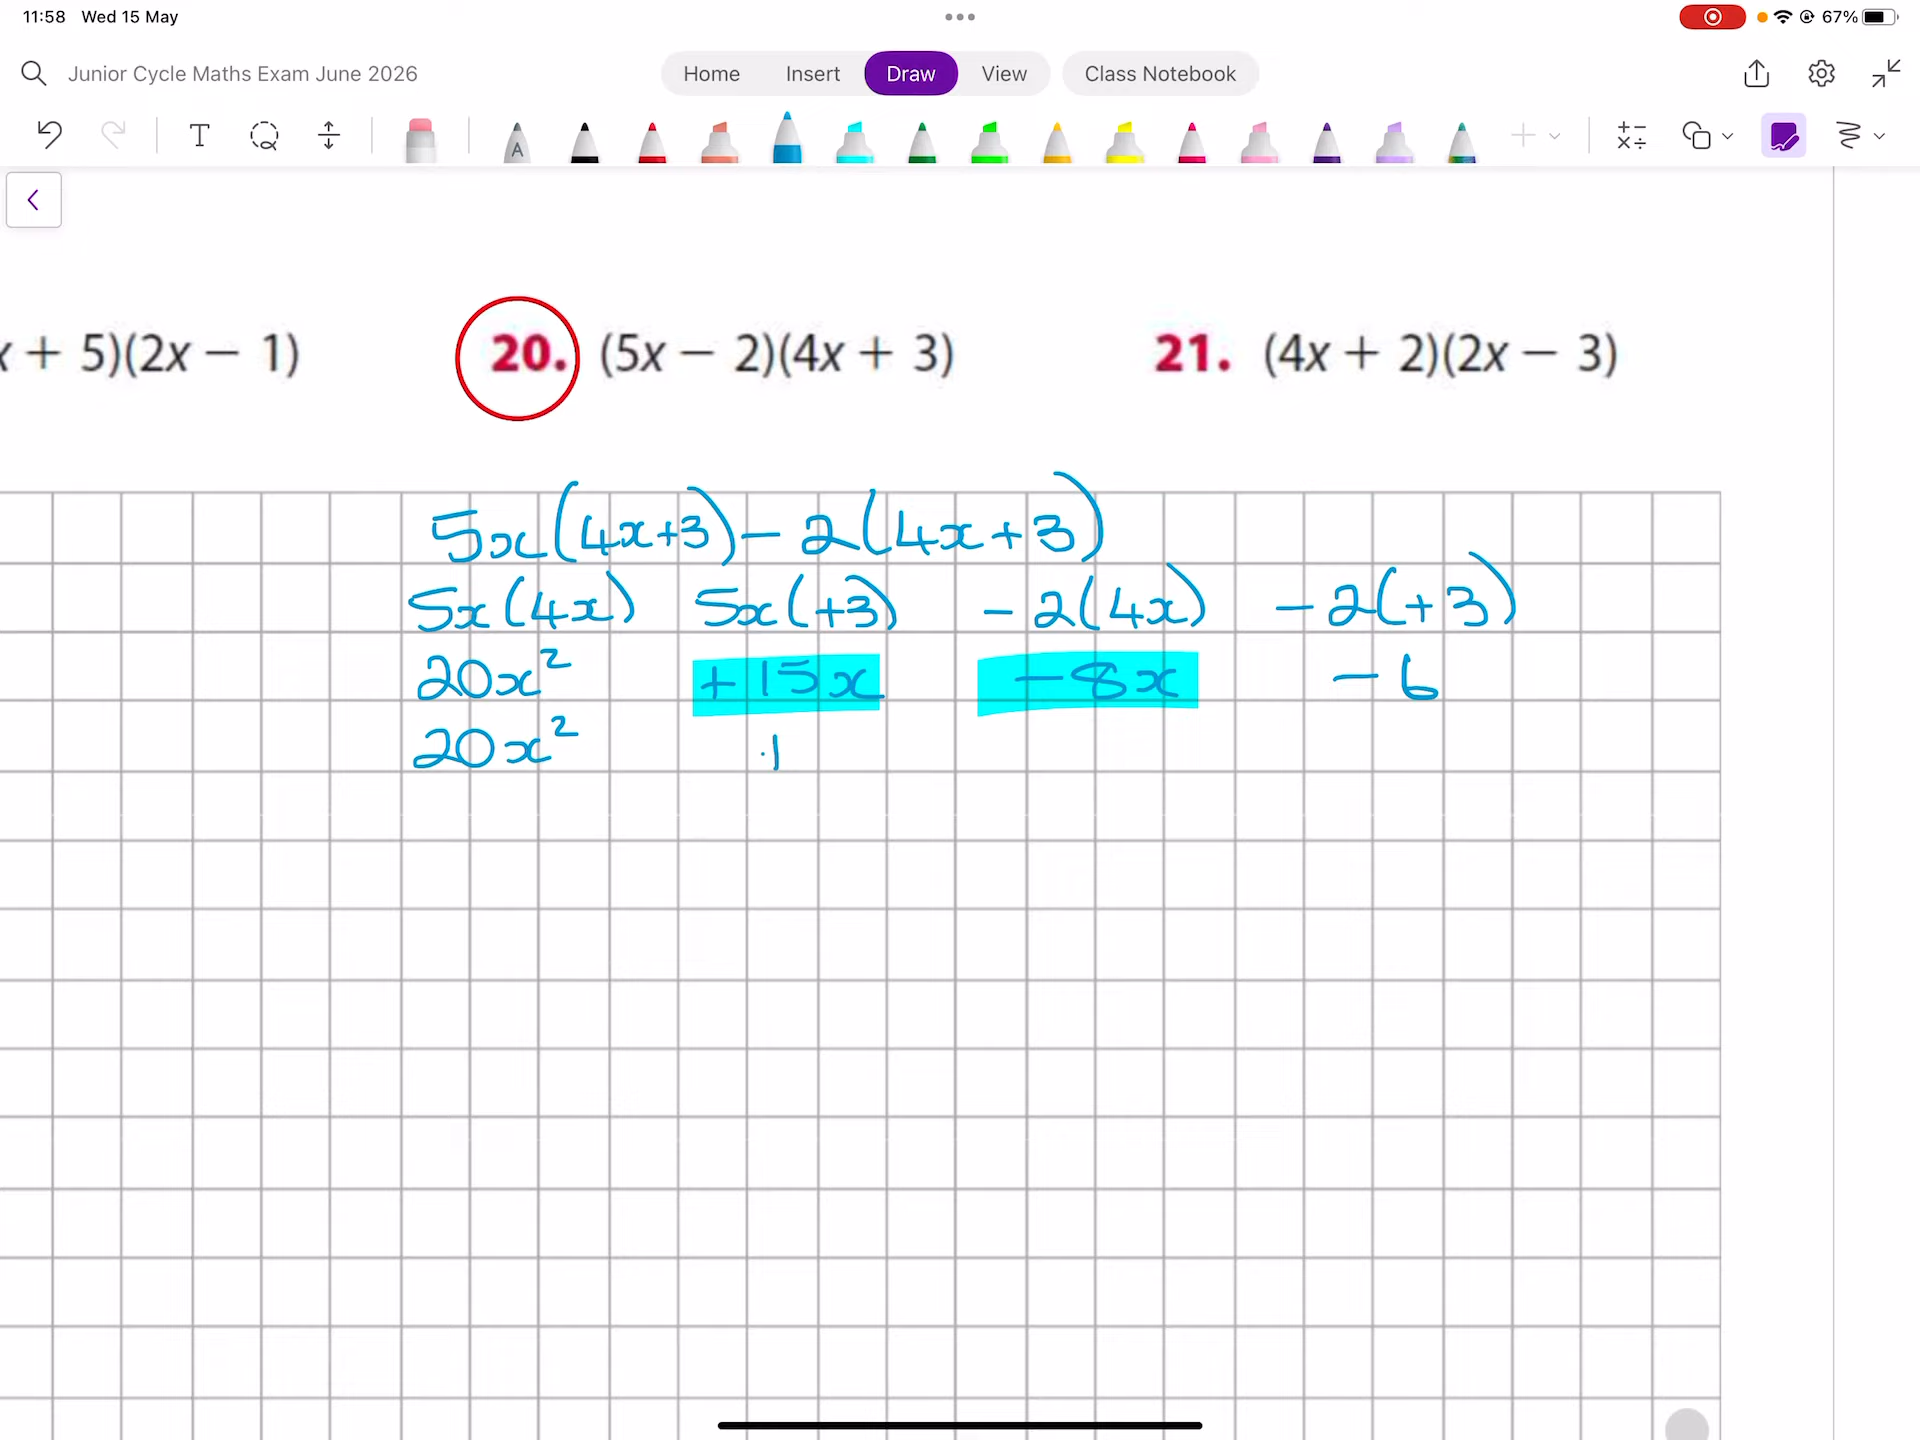 11:58 Wed 15 May
67%
Junior Cycle Maths Exam June 2026
Home Insert Draw View Class Notebook
T
A
x + 5)(2x − 1) 20. (5x − 2)(4x + 3) 21. (4x + 2)(2x − 3)
5x(4x+3)−2(4x+3)
5x(4x) 5x(+3) −2(4x) −2(+3)
20x² +15x −8x −6
20x²